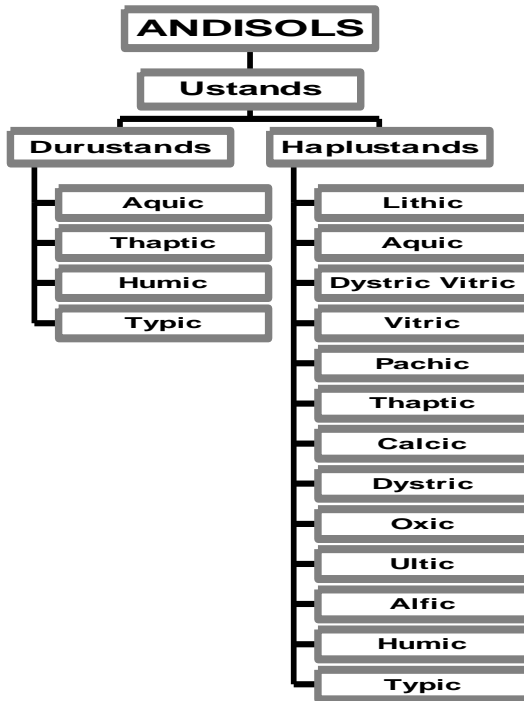 ANDISOLS
Ustands
Durustands
Haplustands
Aquic
Thaptic
Humic
Typic
Lithic
Aquic
Dystric Vitric
Vitric
Pachic
Thaptic
Calcic
Dystric
Oxic
Ultic
Alfic
Humic
Typic